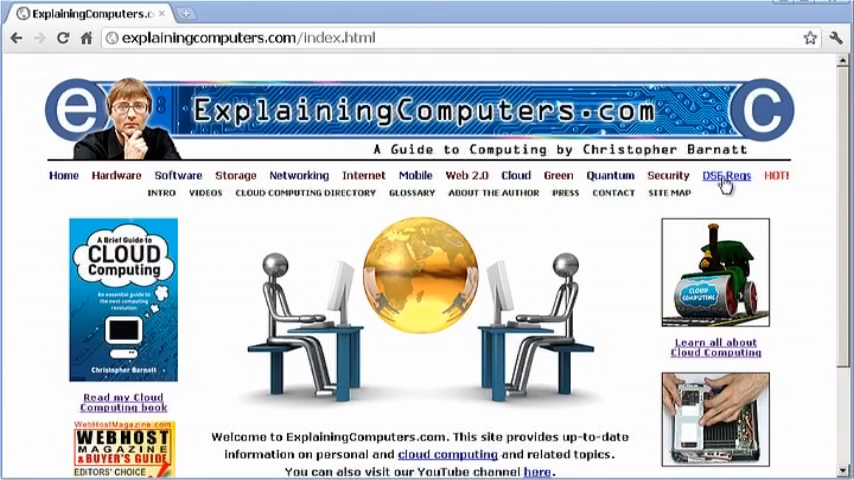 ExplainingComputers.c
explainingcomputers.com/index.html
e
ExplainingComputers.com
C
A Guide to Computing by Christopher Barnatt
Home Hardware Software Storage Networking Internet Mobile Web 2.0 Cloud Green Quantum Security DSE Regs HOT!
INTRO VIDEOS CLOUD COMPUTING DIRECTORY GLOSSARY ABOUT THE AUTHOR PRESS CONTACT SITE MAP
A Brief Guide to
CLOUD
Computing
An essential guide to
the next computing
revolution
Christopher Barnatt
Read my Cloud
Computing book
WebHostMagazine.com
WEBHOST
MAGAZINE
& BUYER'S GUIDE
EDITORS' CHOICE
CLOUD
COMPUTING
Learn all about
Cloud Computing
Welcome to ExplainingComputers.com. This site provides up-to-date
information on personal and cloud computing and related topics.
You can also visit our YouTube channel here.